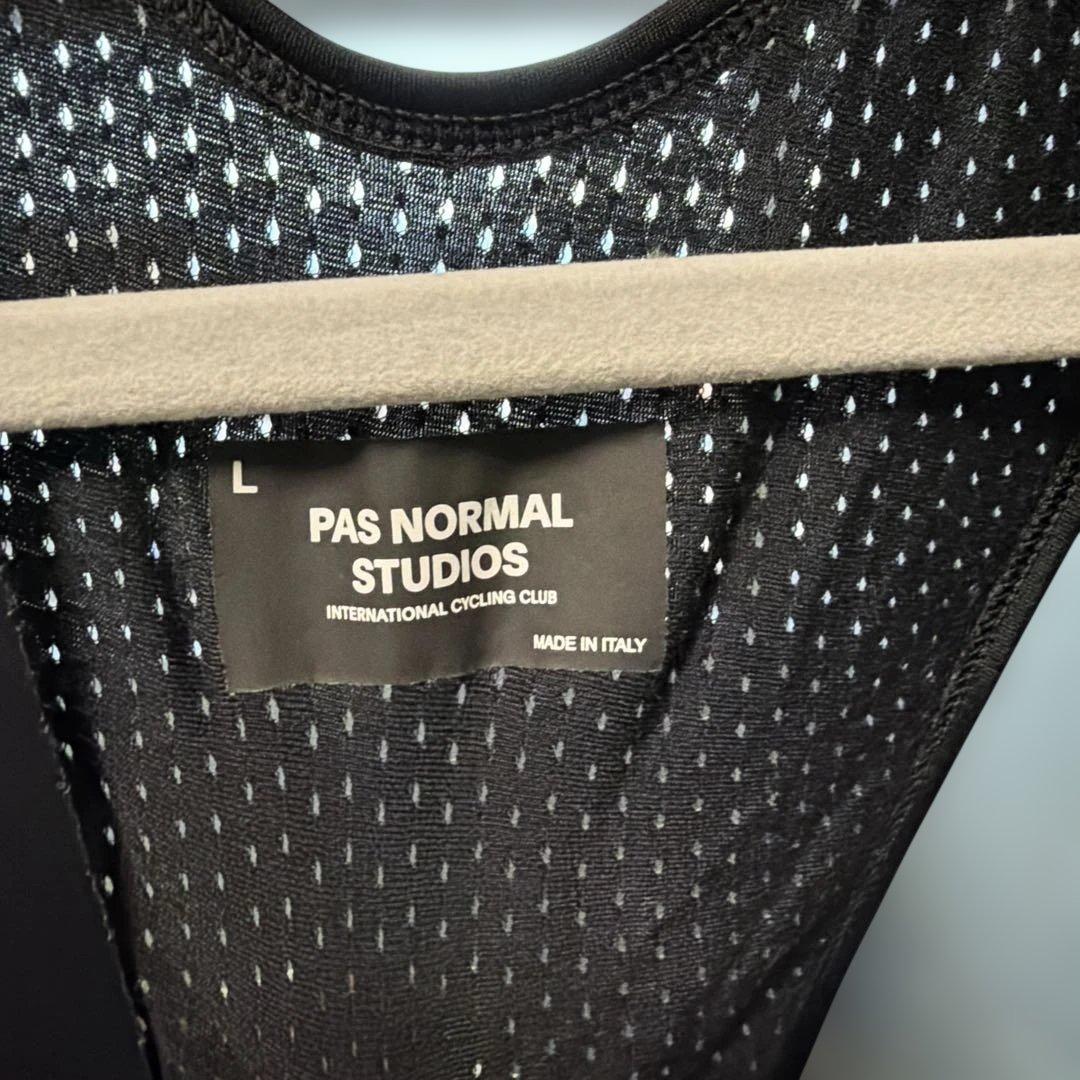 L
PAS NORMAL
STUDIOS
INTERNATIONAL CYCLING CLUB
MADE IN ITALY